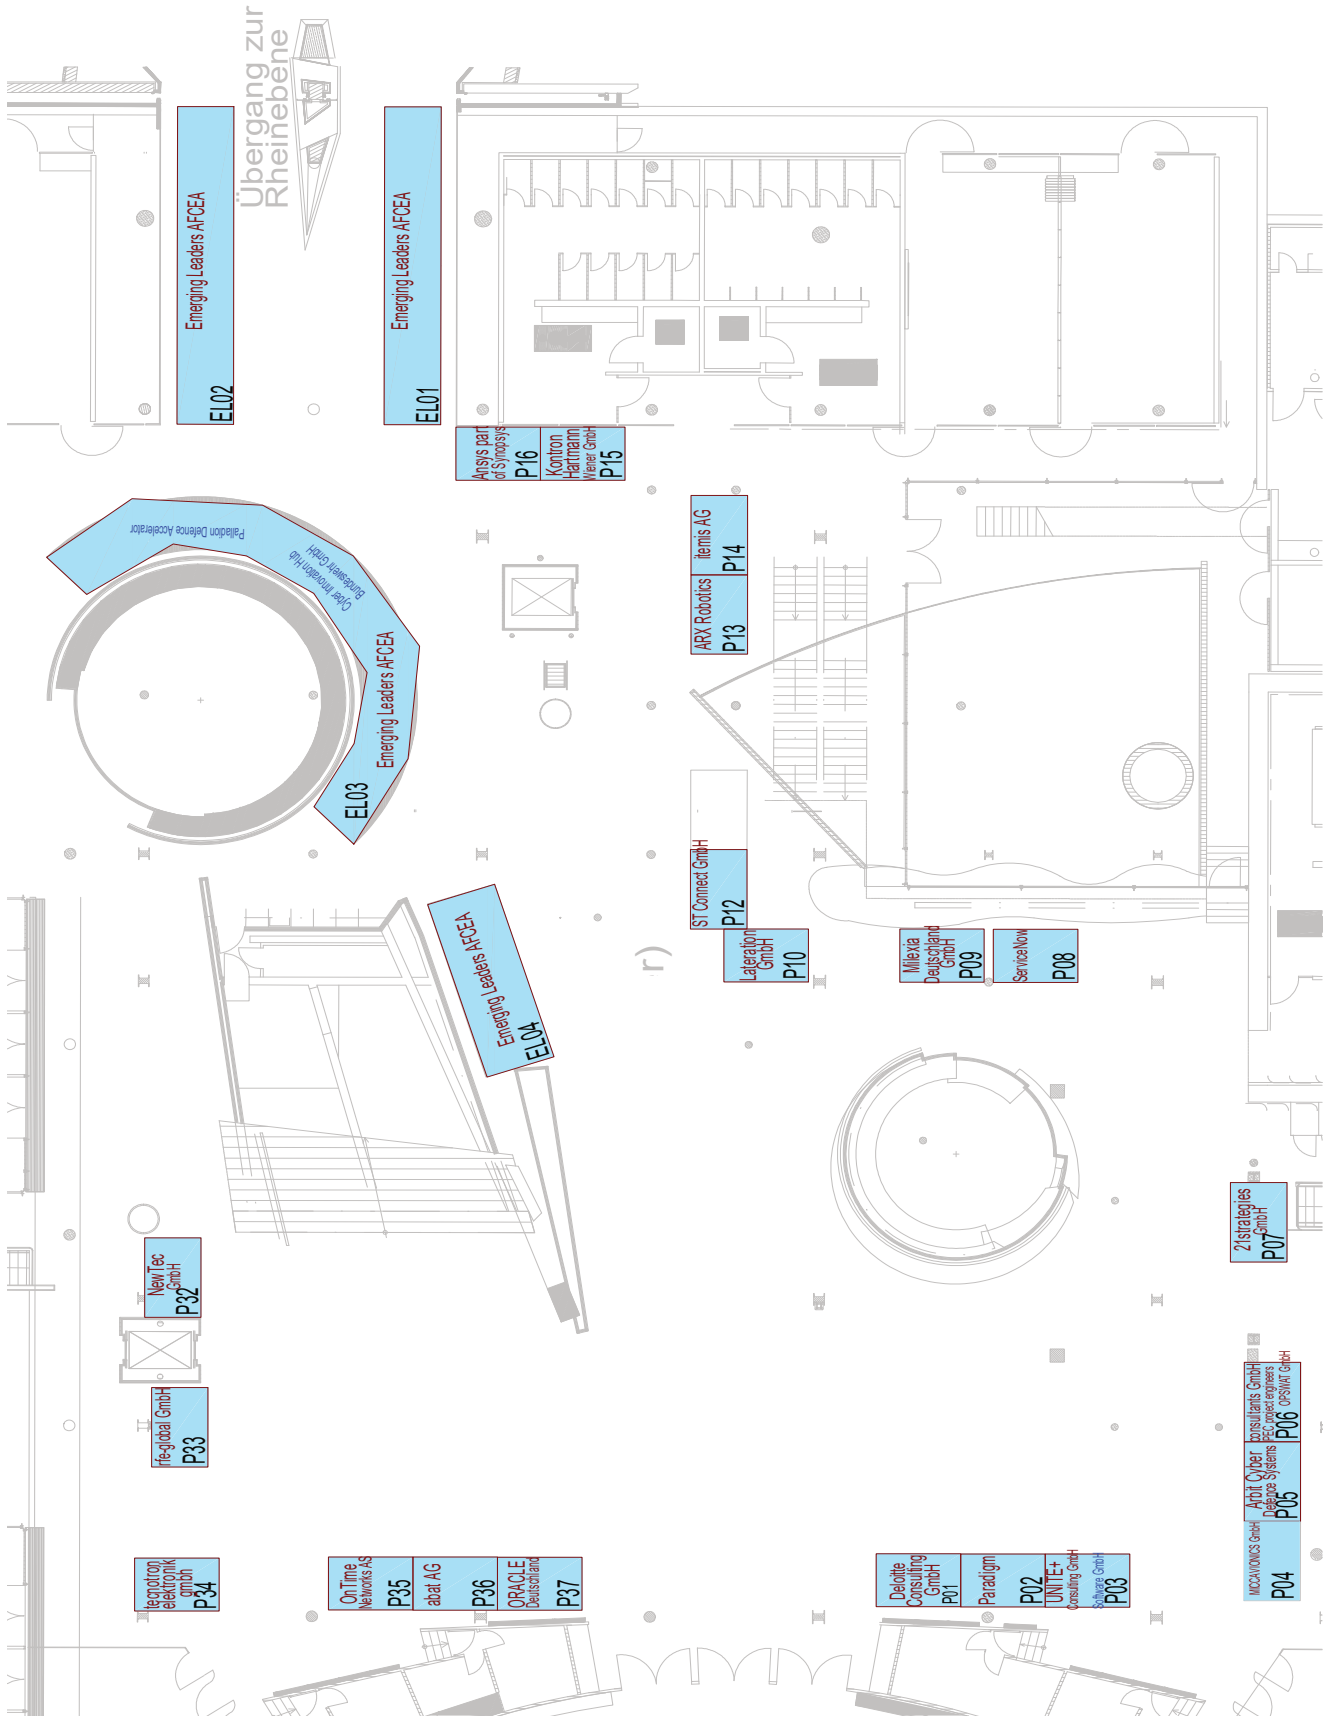 Übergang zur
Rheinebene
Emerging Leaders AFCEA
EL02
Emerging Leaders AFCEA
EL01
Ansys part
of Synopsys
P16
Kontron
Hartmann
Wiener GmbH
P15
Palladion Defence Accelerator
Cyber Innovation Hub
Bundeswehr GmbH
Emerging Leaders AFCEA
EL03
itemis AG
P14
ARX Robotics
P13
ST Connect GmbH
P12
Emerging Leaders AFCEA
EL04
r)
Lateration
GmbH
P10
Milexia
Deutschland
GmbH
P09
ServiceNow
P08
21strategies
GmbH
P07
NewTec
GmbH
P32
rfe-global GmbH
P33
consultants GmbH
PEC project engineers
OPSWAT GmbH
P06
Arbit Cyber
Defence Systems
P05
MICAVIONICS GmbH
P04
tecnotron
elektronik
gmbh
P34
OnTime
Networks AS
P35
abat AG
P36
ORACLE
Deutschland
P37
Deloitte
Consulting
GmbH
P01
Paradigm
P02
UNITE+
Consulting GmbH
Software GmbH
P03